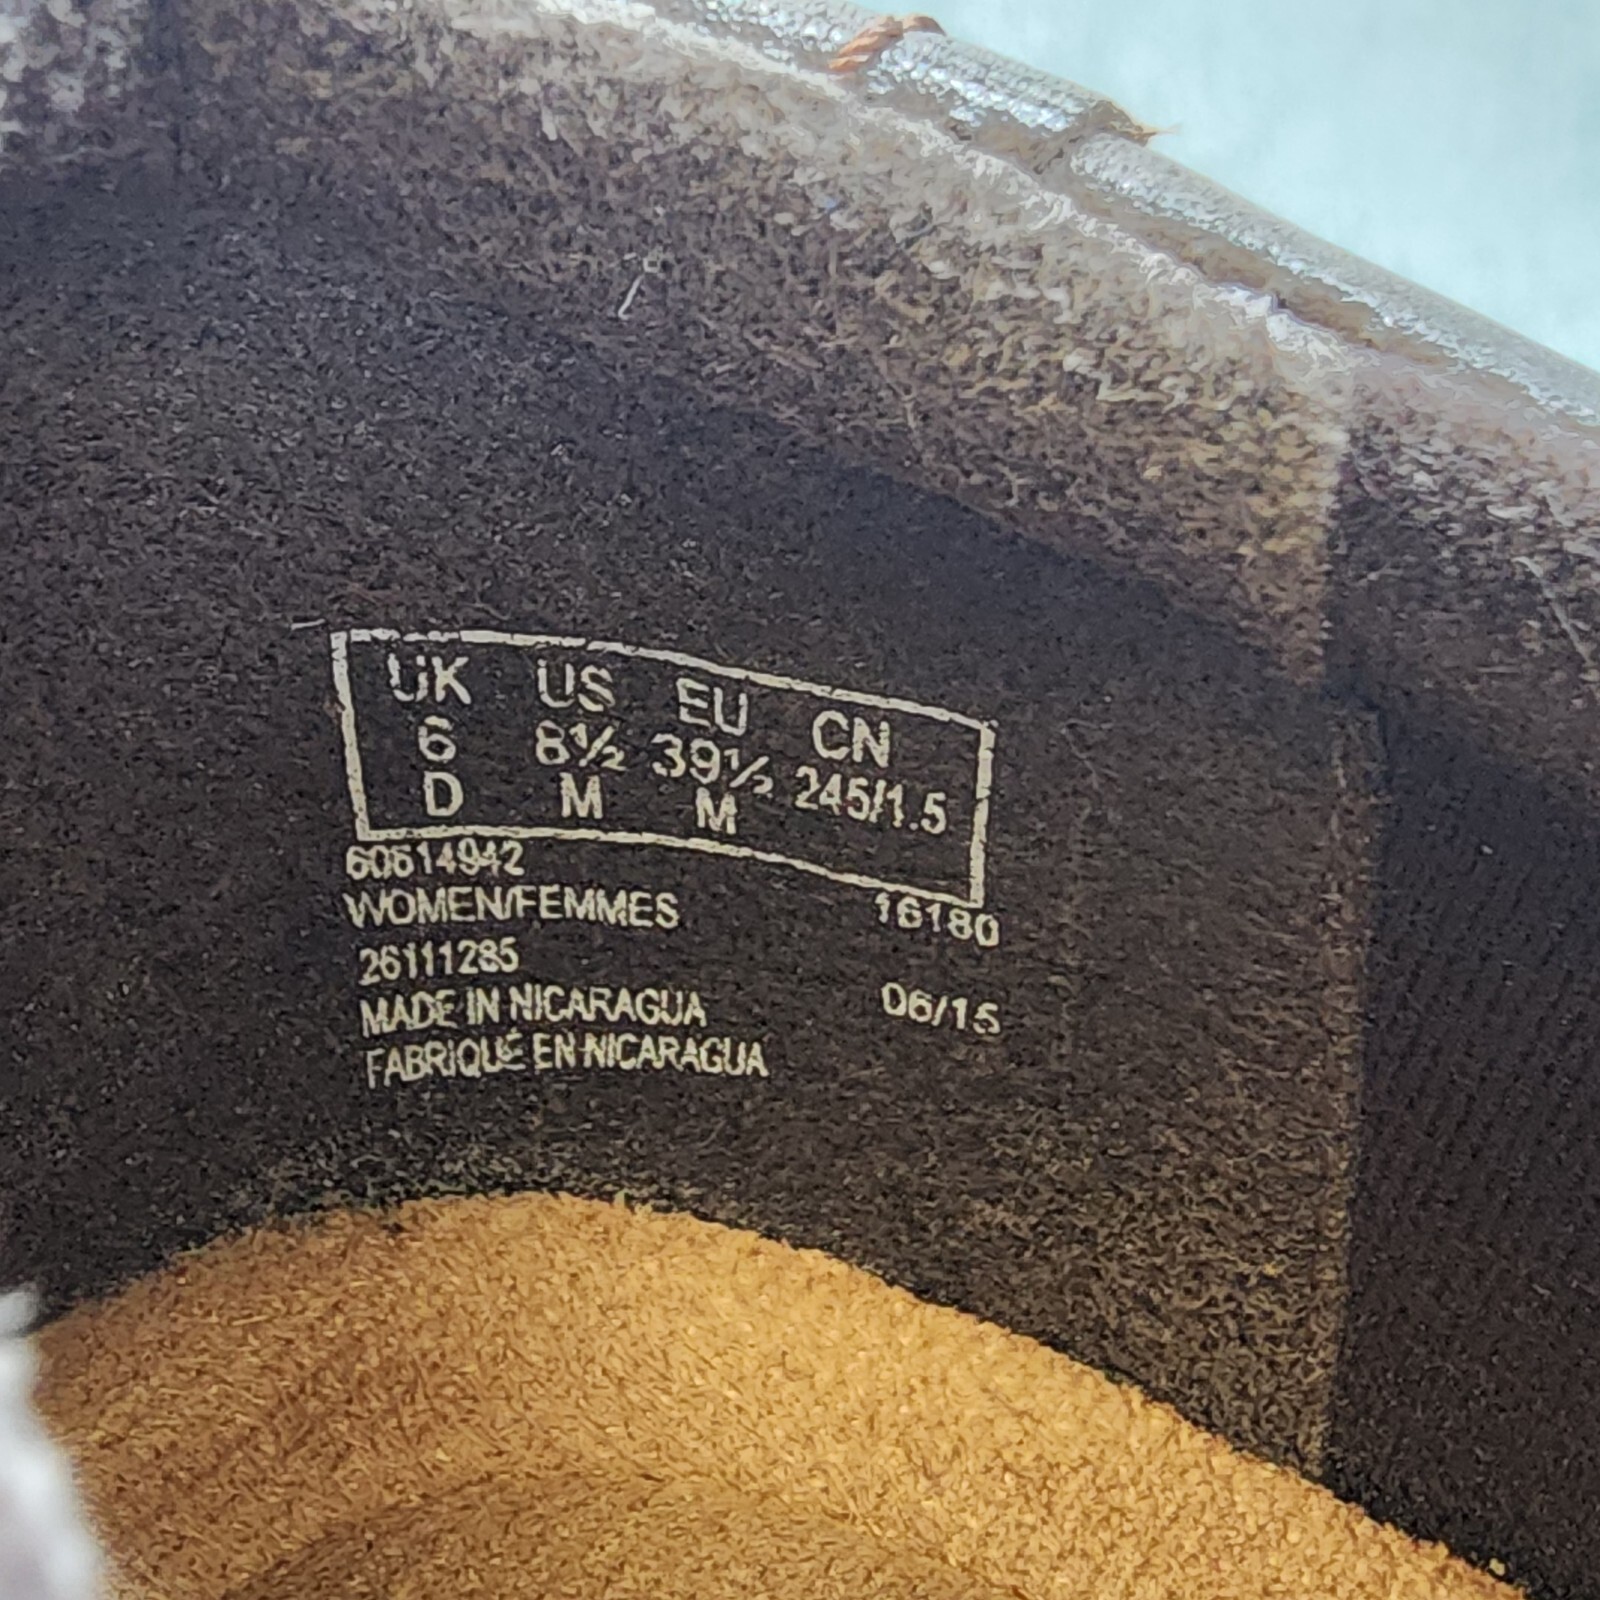 UK US EU CN
6 8½ 39½ 245/1.5
D M M
60614942
WOMEN/FEMMES 16180
26111285
MADE IN NICARAGUA 06/15
FABRIQUÉ EN NICARAGUA